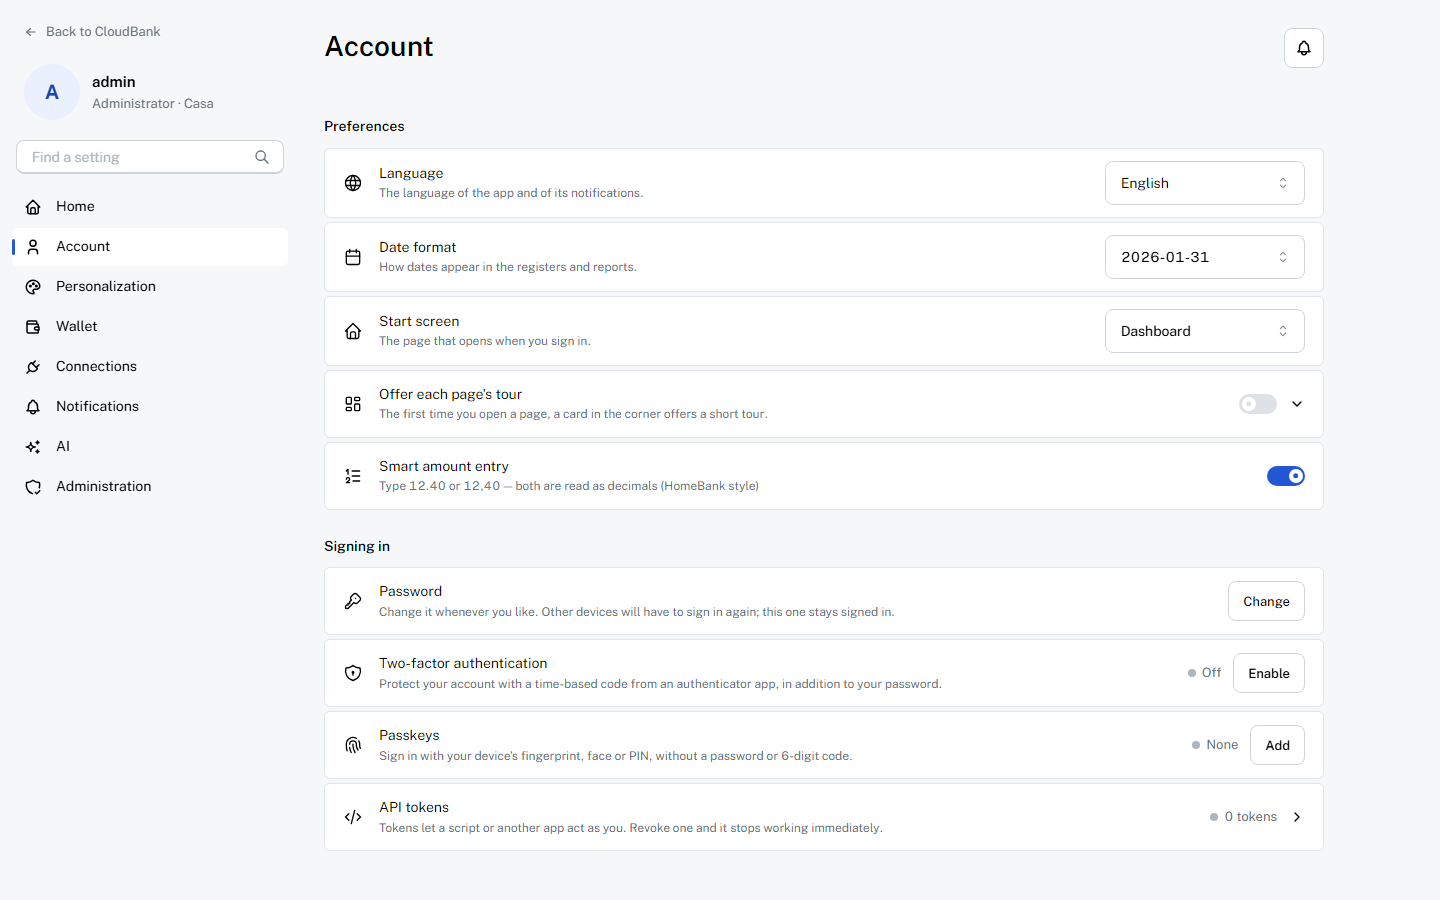 Back to CloudBank
A
admin
Administrator · Casa
Find a setting
Home
Account
Personalization
Wallet
Connections
Notifications
AI
Administration
Account
Preferences
Language
The language of the app and of its notifications.
English
Date format
How dates appear in the registers and reports.
2026-01-31
Start screen
The page that opens when you sign in.
Dashboard
Offer each page's tour
The first time you open a page, a card in the corner offers a short tour.
Smart amount entry
Type 12.40 or 12,40 — both are read as decimals (HomeBank style)
Signing in
Password
Change it whenever you like. Other devices will have to sign in again; this one stays signed in.
Change
Two-factor authentication
Protect your account with a time-based code from an authenticator app, in addition to your password.
Off
Enable
Passkeys
Sign in with your device's fingerprint, face or PIN, without a password or 6-digit code.
None
Add
API tokens
Tokens let a script or another app act as you. Revoke one and it stops working immediately.
0 tokens